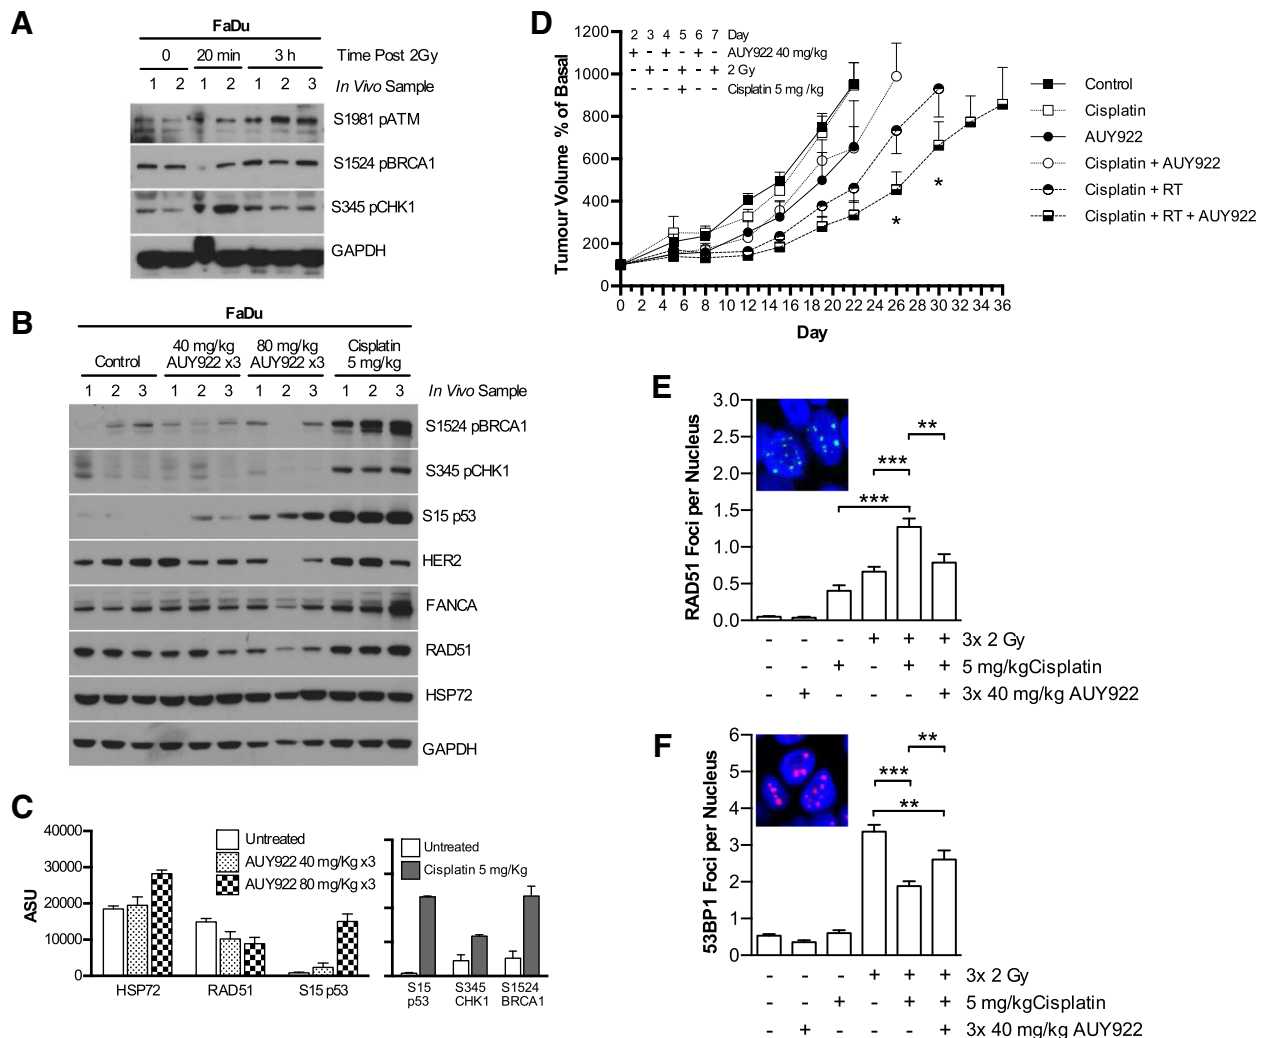 A
FaDu
0 20 min 3 h Time Post 2Gy
1 2 1 2 1 2 3 In Vivo Sample
S1981 pATM
S1524 pBRCA1
S345 pCHK1
GAPDH
B
FaDu
Control 40 mg/kg AUY922 x3 80 mg/kg AUY922 x3 Cisplatin 5 mg/kg
1 2 3 1 2 3 1 2 3 1 2 3 In Vivo Sample
S1524 pBRCA1
S345 pCHK1
S15 p53
HER2
FANCA
RAD51
HSP72
GAPDH
C
ASU
40000
30000
20000
10000
0
Untreated
AUY922 40 mg/Kg x3
AUY922 80 mg/Kg x3
HSP72 RAD51 S15 p53
Untreated
Cisplatin 5 mg/Kg
S15 p53 S345 CHK1 S1524 BRCA1
D
Tumour Volume % of Basal
1200
1000
800
600
400
200
0
2 3 4 5 6 7 Day
+ - + - + - AUY922 40 mg/kg
- + - + - + 2 Gy
- - - + - - Cisplatin 5 mg /kg
*
*
0 2 4 6 8 10 12 14 16 18 20 22 24 26 28 30 32 34 36
Day
Control
Cisplatin
AUY922
Cisplatin + AUY922
Cisplatin + RT
Cisplatin + RT + AUY922
E
RAD51 Foci per Nucleus
3.0
2.5
2.0
1.5
1.0
0.5
0.0
**
***
***
- - - + + + 3x 2 Gy
- - + - + + 5 mg/kgCisplatin
- + - - - + 3x 40 mg/kg AUY922
F
53BP1 Foci per Nucleus
6
5
4
3
2
1
0
**
***
**
- - - + + + 3x 2 Gy
- - + - + + 5 mg/kgCisplatin
- + - - - + 3x 40 mg/kg AUY922